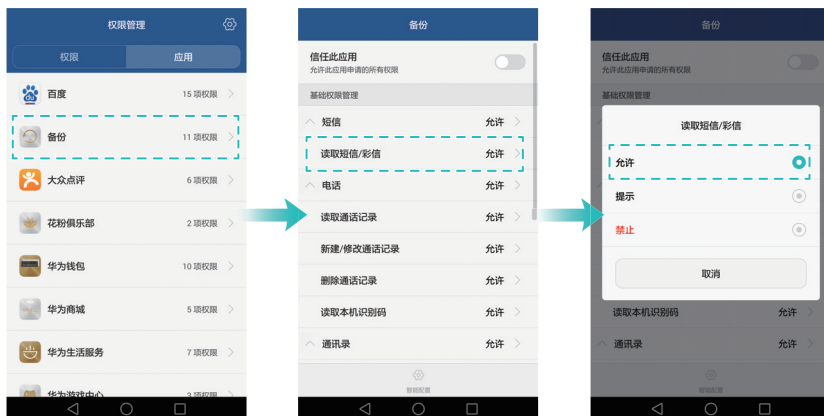 权限管理
权限 应用
百度 15 项权限
备份 11 项权限
大众点评 6 项权限
花粉俱乐部 2 项权限
华为钱包 10 项权限
华为商城 5 项权限
华为生活服务 7 项权限
华为游戏中心 3 项权限
备份
信任此应用
允许此应用申请的所有权限
基础权限管理
短信 允许
读取短信/彩信 允许
电话 允许
读取通话记录 允许
新建/修改通话记录 允许
删除通话记录 允许
读取本机识别码 允许
通讯录 允许
智能配置
备份
信任此应用
允许此应用申请的所有权限
基础权限管理
读取短信/彩信
允许
提示
禁止
取消
读取本机识别码 允许
通讯录 允许
智能配置